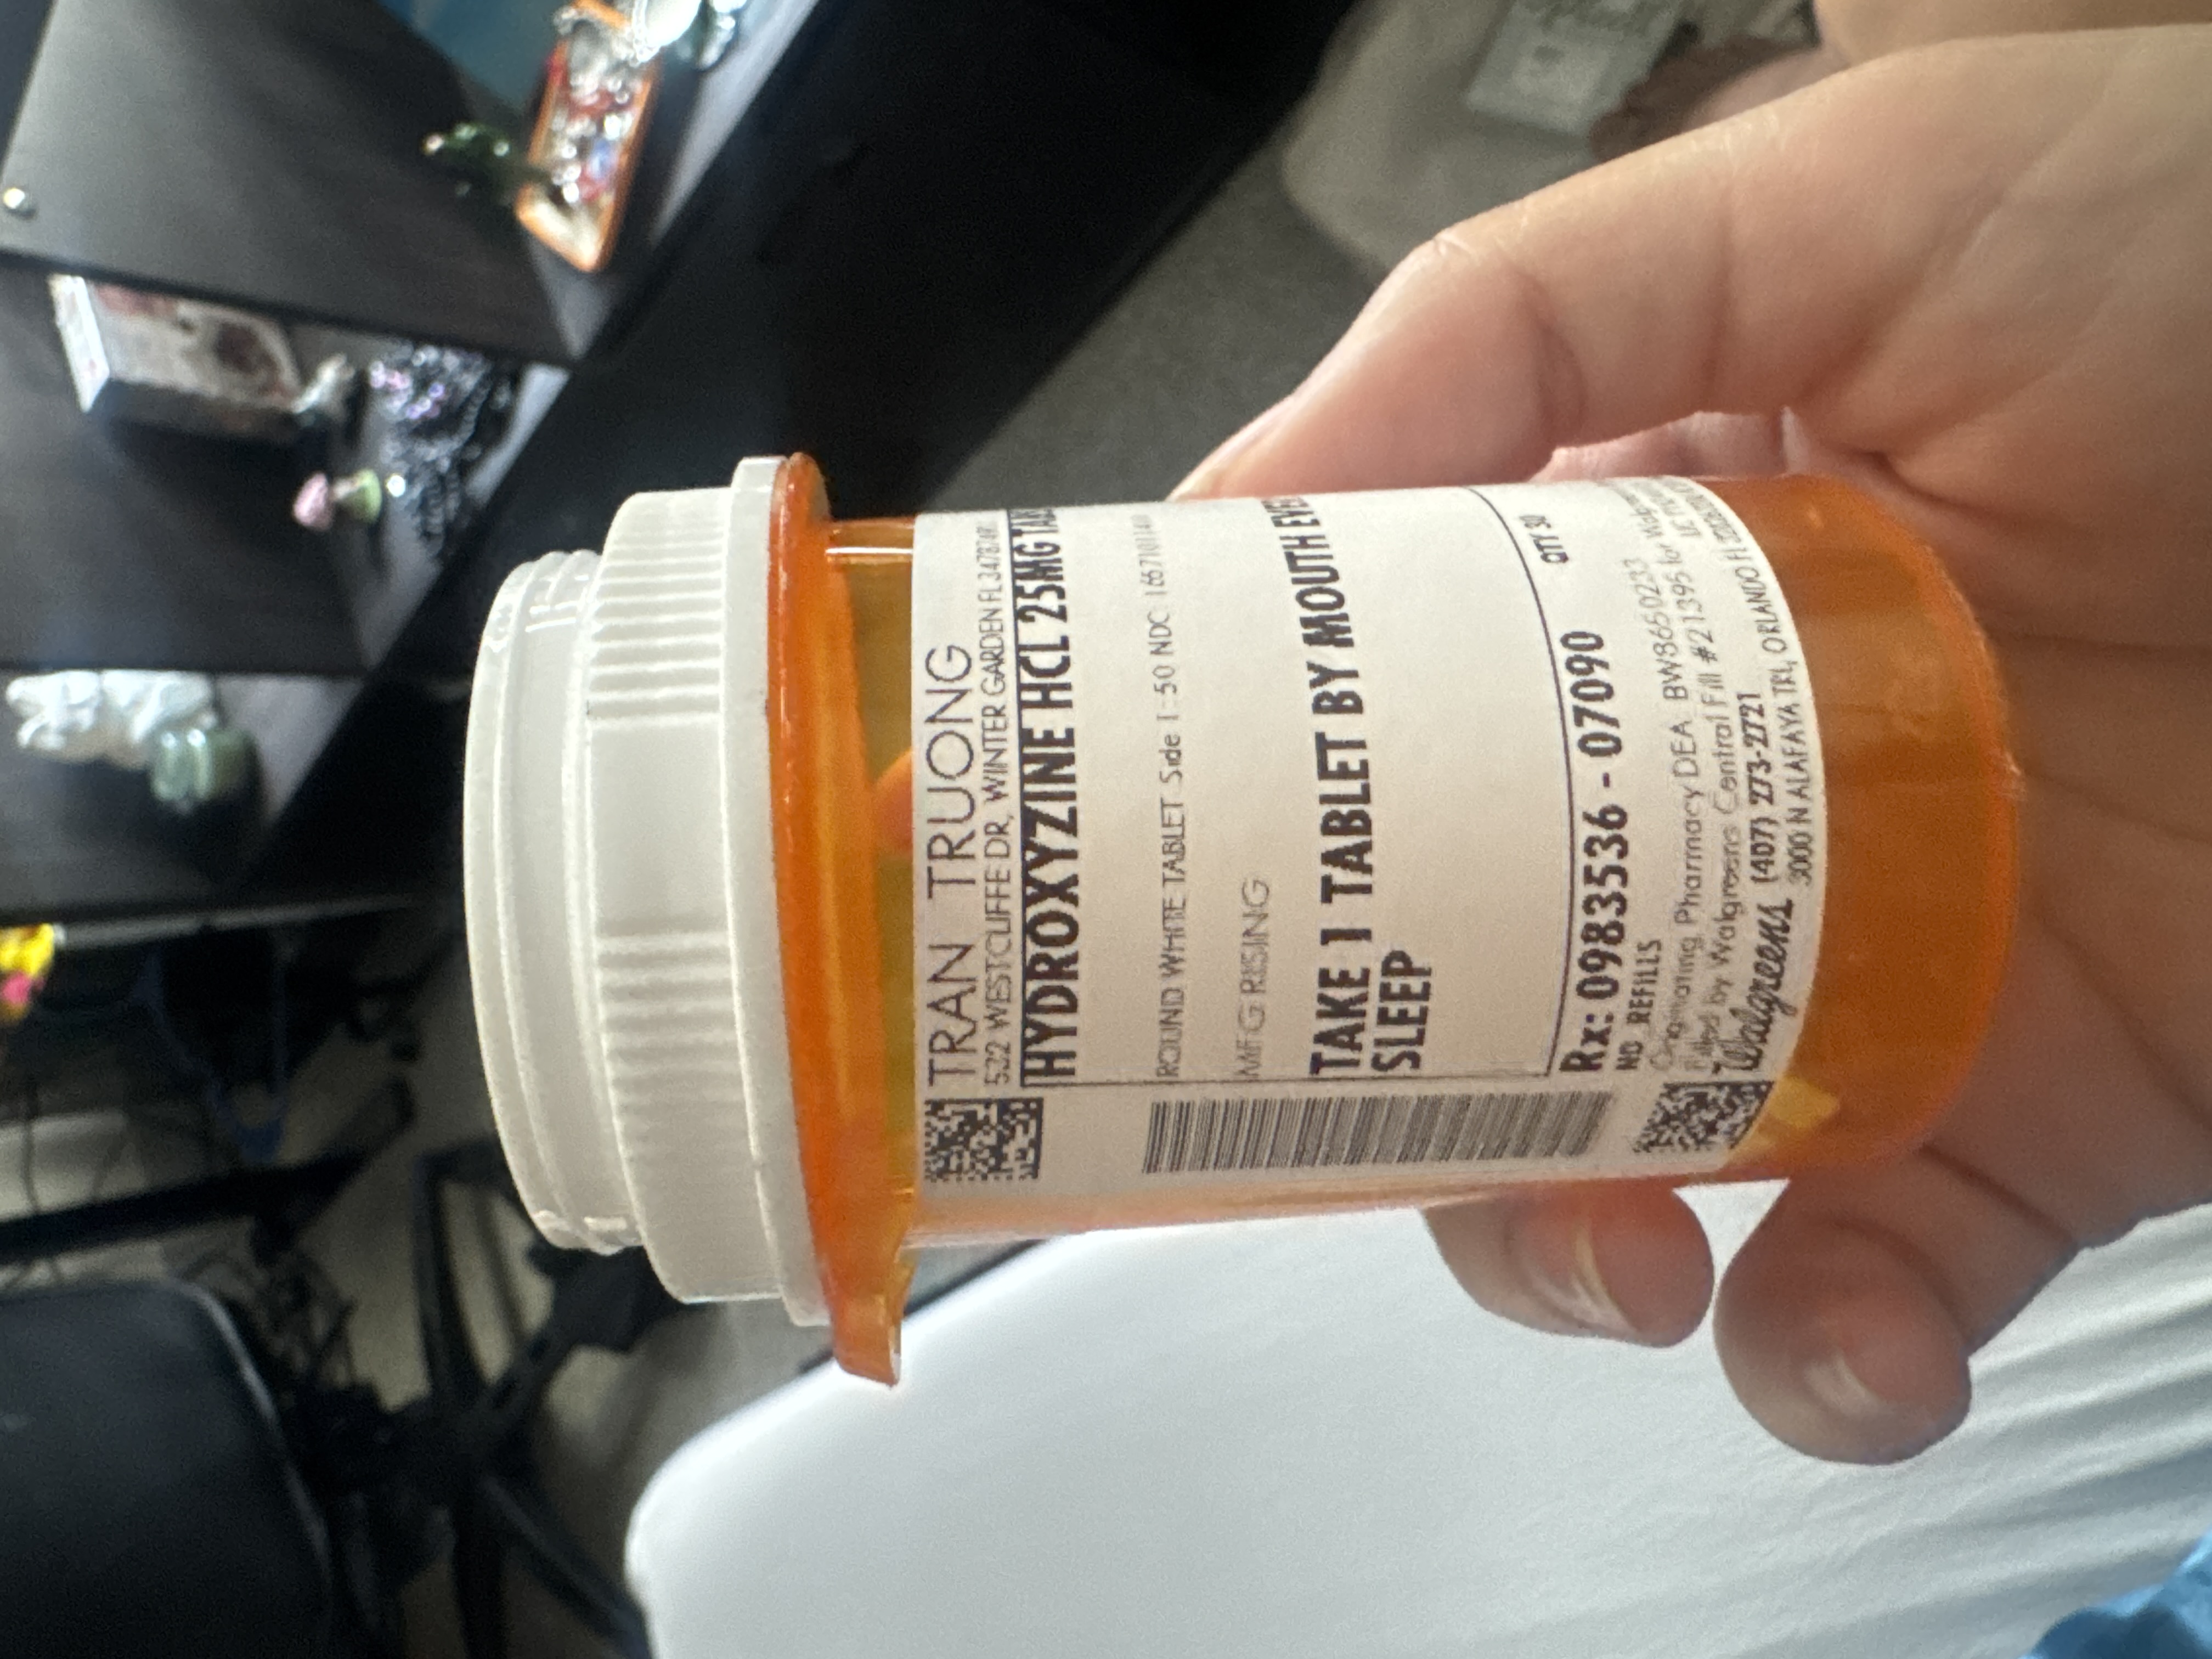 TRAN TRUONG
532 WESTCLIFFE DR, WINTER GARDEN FL
HYDROXYZINE HCL 25MG
ROUND WHITE TABLET Side 1: 50 NDC:
MFG RISING
TAKE 1 TABLET BY MOUTH
SLEEP
QTY 30
Rx: 0983536 - 07090
NO REFILLS
Originating Pharmacy DEA BW8650233
Filled by Walgreens Central Fill #21395 for
Walgreens (407) 273-2721
3000 N ALAFAYA TRL, ORLANDO FL